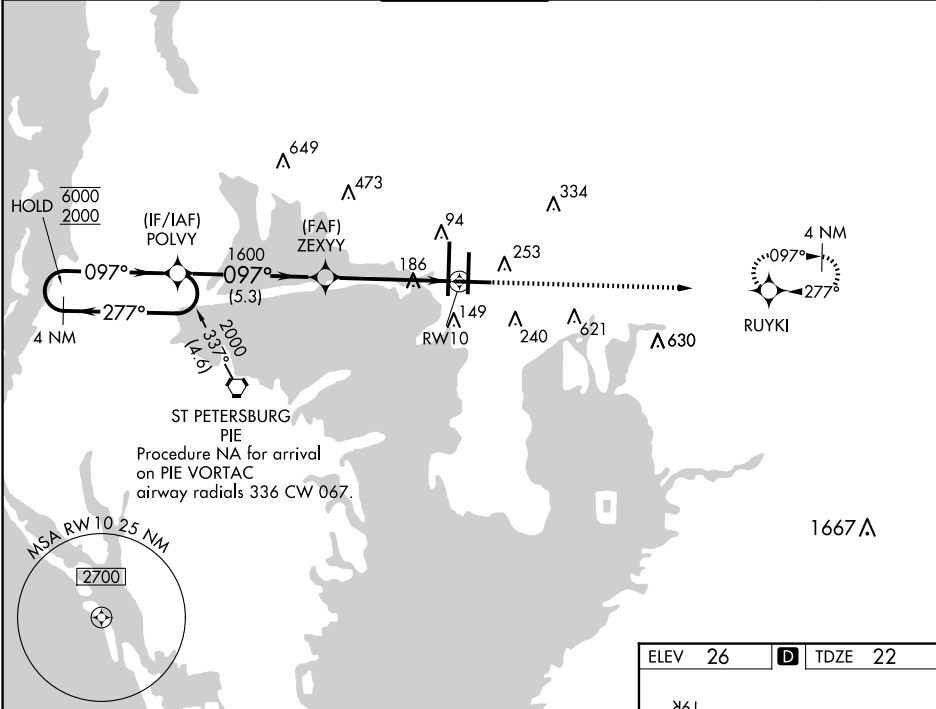 649
473
334
HOLD
6000
2000
(IF/IAF)
POLVY
(FAF)
ZEXYY
94
4 NM
097°
1600
097°
(5.3)
186
253
097°
277°
277°
4 NM
RUYKI
149
RW10
240
621
630
2000
337°
(4.6)
ST PETERSBURG
PIE
Procedure NA for arrival
on PIE VORTAC
airway radials 336 CW 067.
1667
MSA RW 10 25 NM
2700
ELEV 26 D TDZE 22
19R